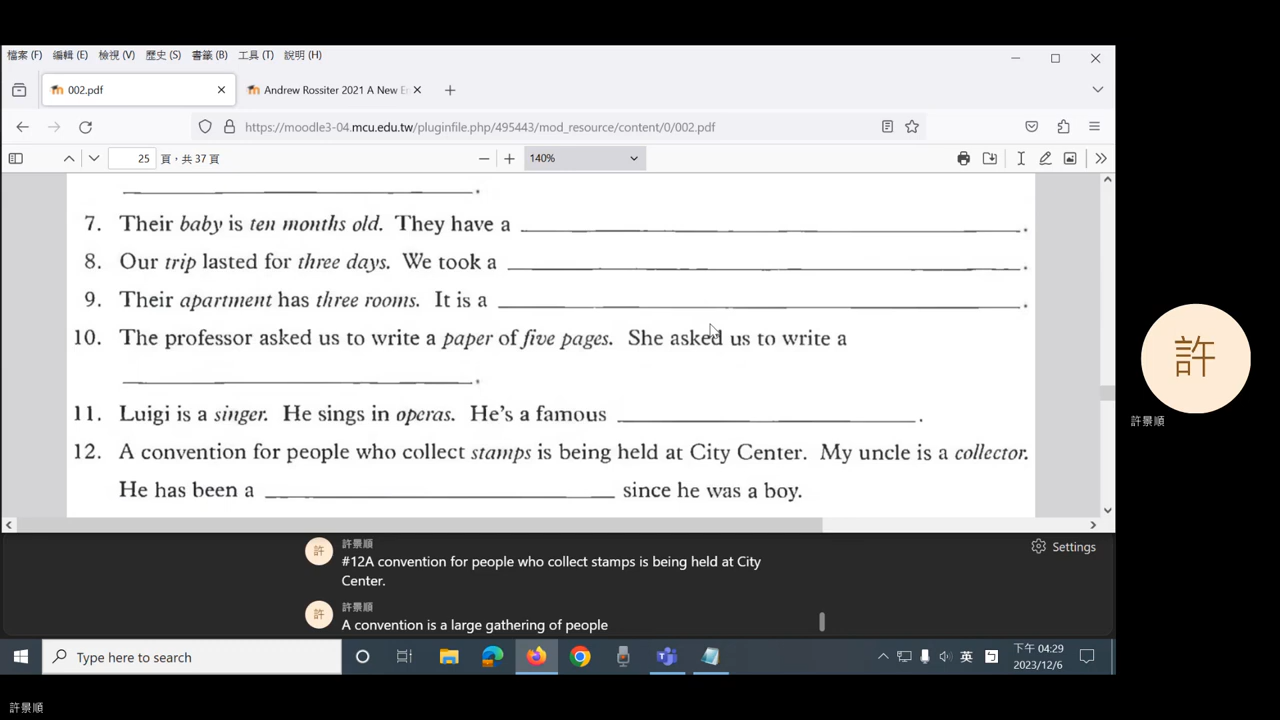 檔案 (F) 編輯 (E) 檢視 (V) 歷史 (S) 書籤 (B) 工具 (T) 說明 (H)
002.pdf
Andrew Rossiter 2021 A New E
https://moodle3-04.mcu.edu.tw/pluginfile.php/495443/mod_resource/content/0/002.pdf
25 頁，共 37 頁
140%
7. Their baby is ten months old. They have a ______.
8. Our trip lasted for three days. We took a ______.
9. Their apartment has three rooms. It is a ______.
10. The professor asked us to write a paper of five pages. She asked us to write a
______.
11. Luigi is a singer. He sings in operas. He's a famous ______.
12. A convention for people who collect stamps is being held at City Center. My uncle is a collector.
He has been a ______ since he was a boy.
許
許景順
許
許景順
#12A convention for people who collect stamps is being held at City
Center.
Settings
許
許景順
A convention is a large gathering of people
Type here to search
英
下午 04:29
2023/12/6
許景順